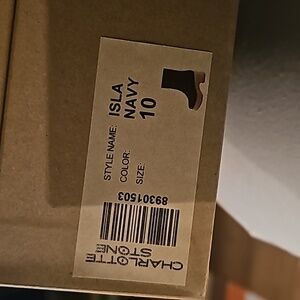 STYLE NAME: ISLA
COLOR: NAVY
SIZE: 10
89301503
CHARLOTTE
STONE